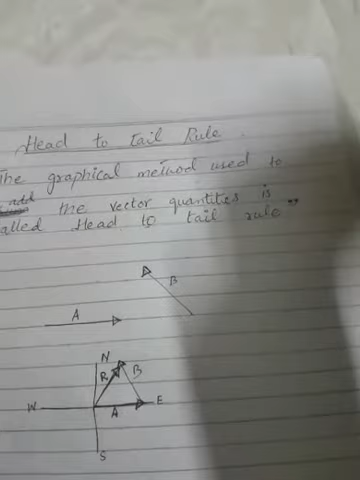 Head to tail Rule.
The graphical method used to
add the vector quantities is
called Head to tail rule"
B
A
N
R B
W A E
S